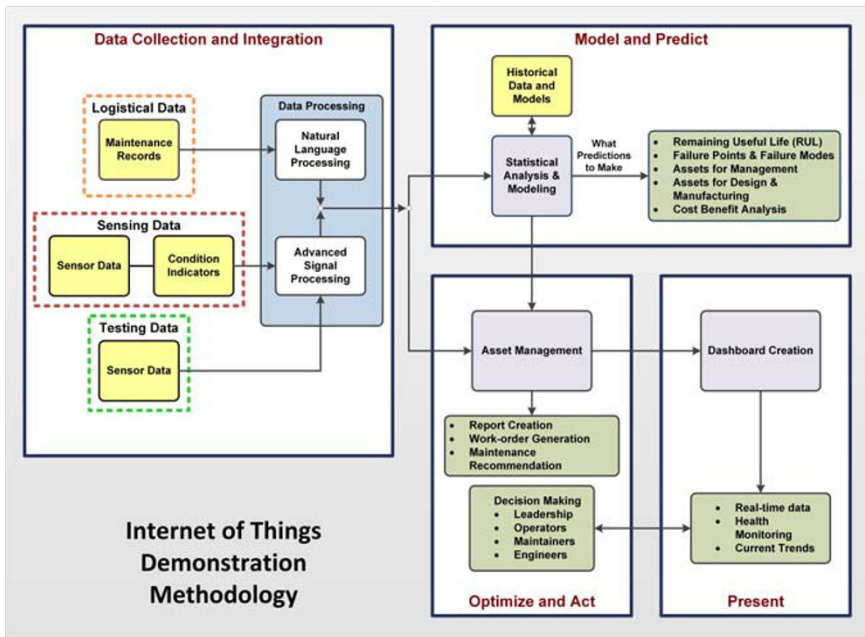 Data Collection and Integration
Logistical Data
Maintenance
Records
Sensing Data
Sensor Data
Condition
Indicators
Testing Data
Sensor Data
Data Processing
Natural
Language
Processing
Advanced
Signal
Processing
Model and Predict
Historical
Data and
Models
Statistical
Analysis &
Modeling
What
Predictions
to Make
• Remaining Useful Life (RUL)
• Failure Points & Failure Modes
• Assets for Management
• Assets for Design &
Manufacturing
• Cost Benefit Analysis
Asset Management
• Report Creation
• Work-order Generation
• Maintenance
Recommendation
Decision Making
• Leadership
• Operators
• Maintainers
• Engineers
Optimize and Act
Dashboard Creation
• Real-time data
• Health
Monitoring
• Current Trends
Present
Internet of Things
Demonstration
Methodology